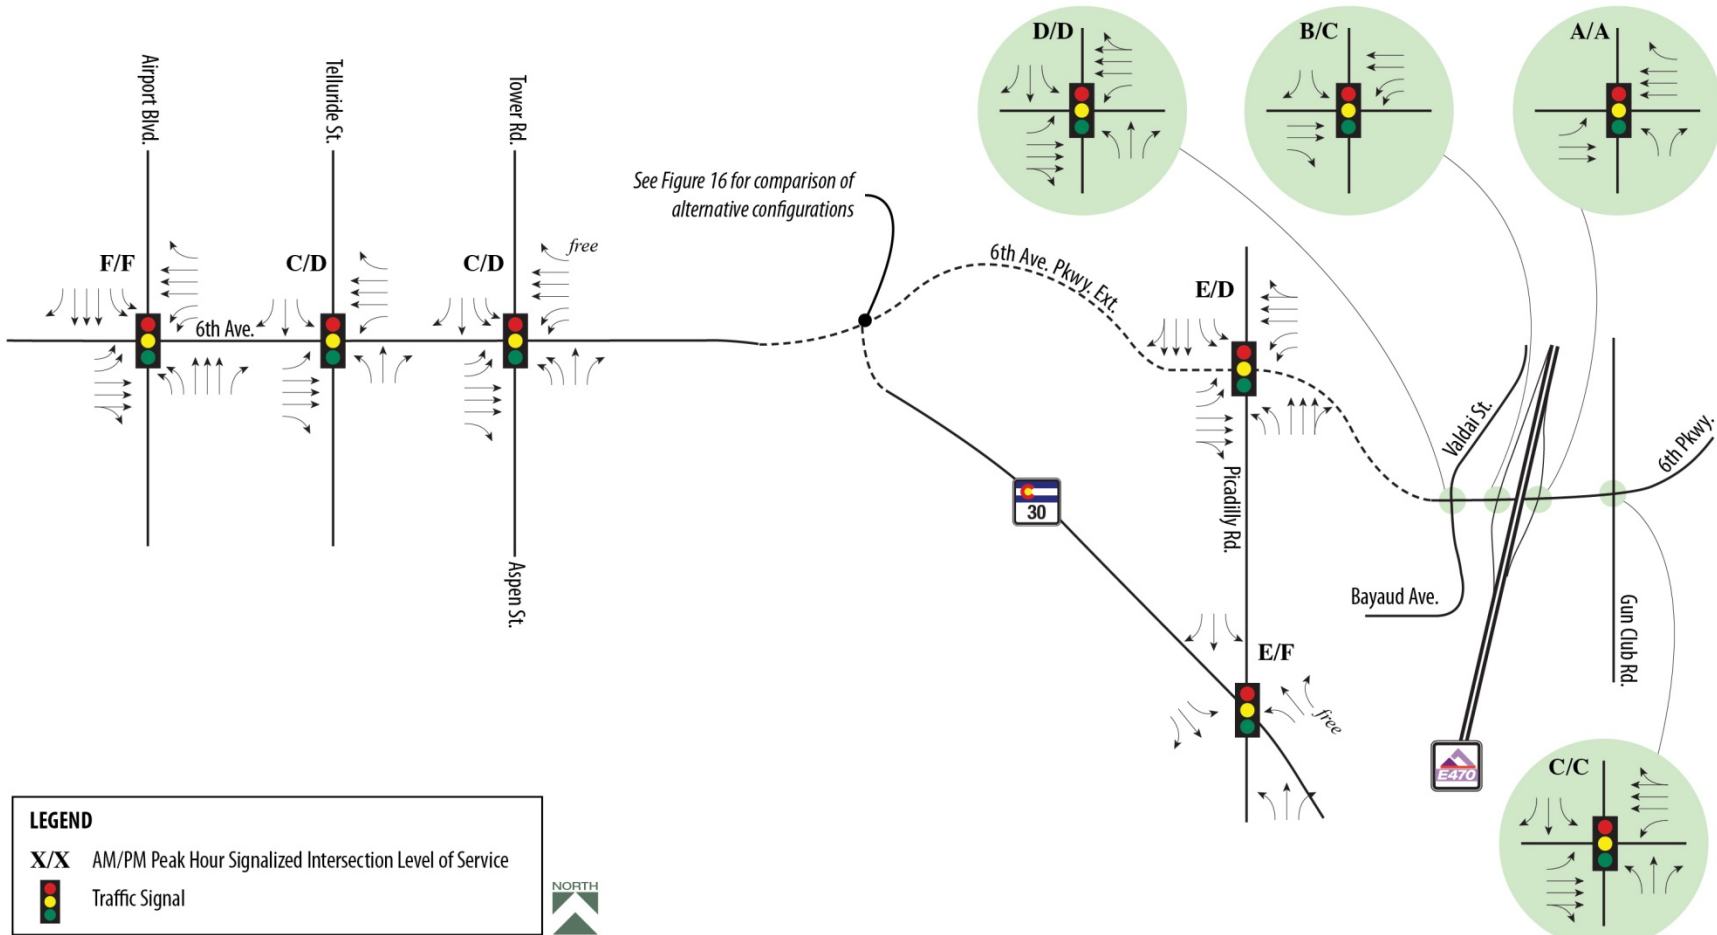 D/D
B/C
A/A
Airport Blvd.
Telluride St.
Tower Rd.
See Figure 16 for comparison of
alternative configurations
F/F
C/D
C/D
free
6th Ave. Pkwy. Ext.
E/D
6th Ave.
Valdai St.
6th Pkwy.
Picadilly Rd.
30
Aspen St.
Bayaud Ave.
Gun Club Rd.
E/F
free
E470
C/C
LEGEND
X/X AM/PM Peak Hour Signalized Intersection Level of Service
Traffic Signal
NORTH